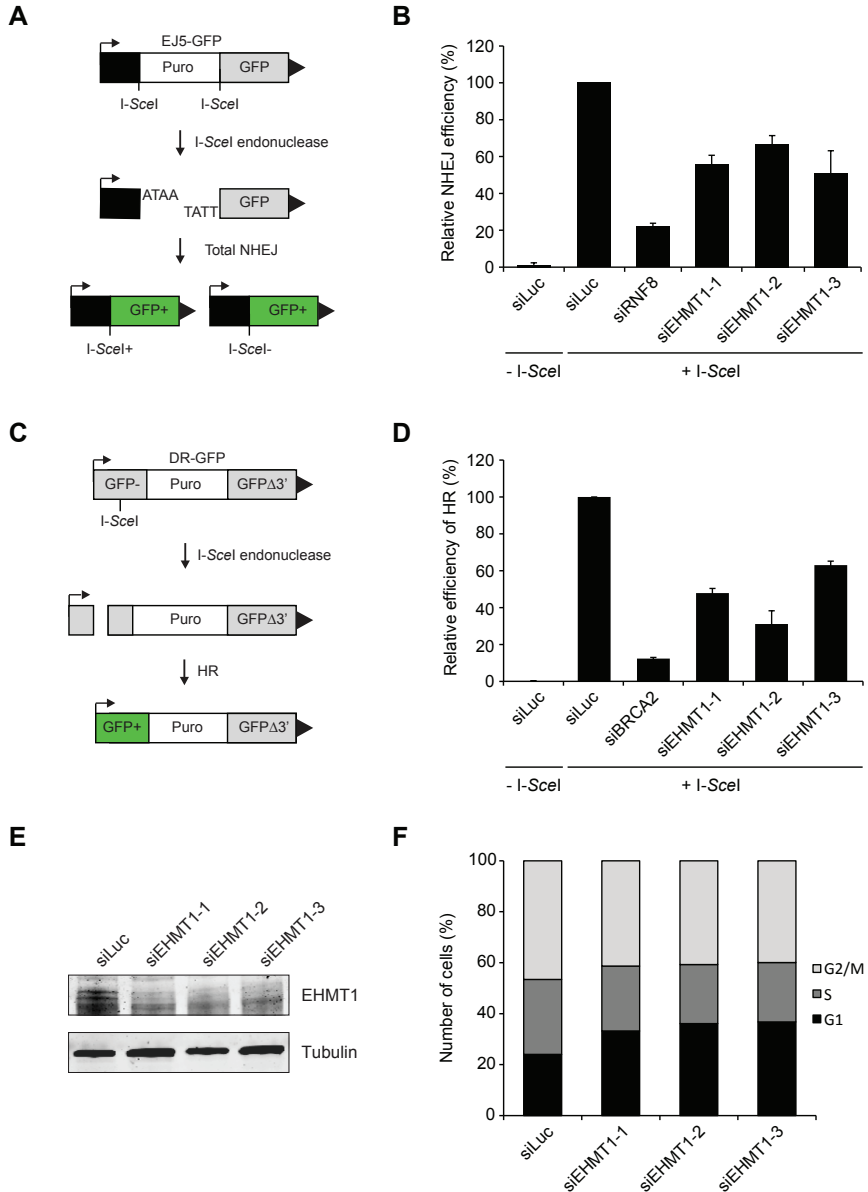 A
EJ5-GFP
Puro
GFP
I-SceI
I-SceI
I-SceI endonuclease
ATAA
TATT
GFP
Total NHEJ
GFP+
GFP+
I-SceI+
I-SceI-
B
Relative NHEJ efficiency (%)
120
100
80
60
40
20
0
siLuc
siLuc
siRNF8
siEHMT1-1
siEHMT1-2
siEHMT1-3
- I-SceI
+ I-SceI
C
DR-GFP
GFP-
Puro
GFPΔ3'
I-SceI
I-SceI endonuclease
Puro
GFPΔ3'
HR
GFP+
Puro
GFPΔ3'
D
Relative efficiency of HR (%)
120
100
80
60
40
20
0
siLuc
siLuc
siBRCA2
siEHMT1-1
siEHMT1-2
siEHMT1-3
- I-SceI
+ I-SceI
E
siLuc
siEHMT1-1
siEHMT1-2
siEHMT1-3
EHMT1
Tubulin
F
Number of cells (%)
100
80
60
40
20
0
siLuc
siEHMT1-1
siEHMT1-2
siEHMT1-3
G2/M
S
G1